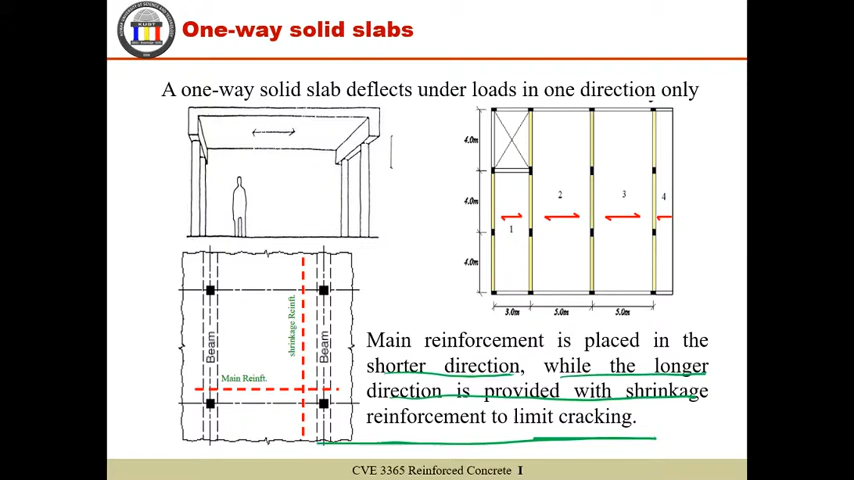 One-way solid slabs
A one-way solid slab deflects under loads in one direction only
4.0m
4.0m
4.0m
1
2
3
4
3.0m
5.0m
5.0m
Beam
shrinkage Reinft.
Beam
Main Reinft.
Main reinforcement is placed in the
shorter direction, while the longer
direction is provided with shrinkage
reinforcement to limit cracking.
CVE 3365 Reinforced Concrete I